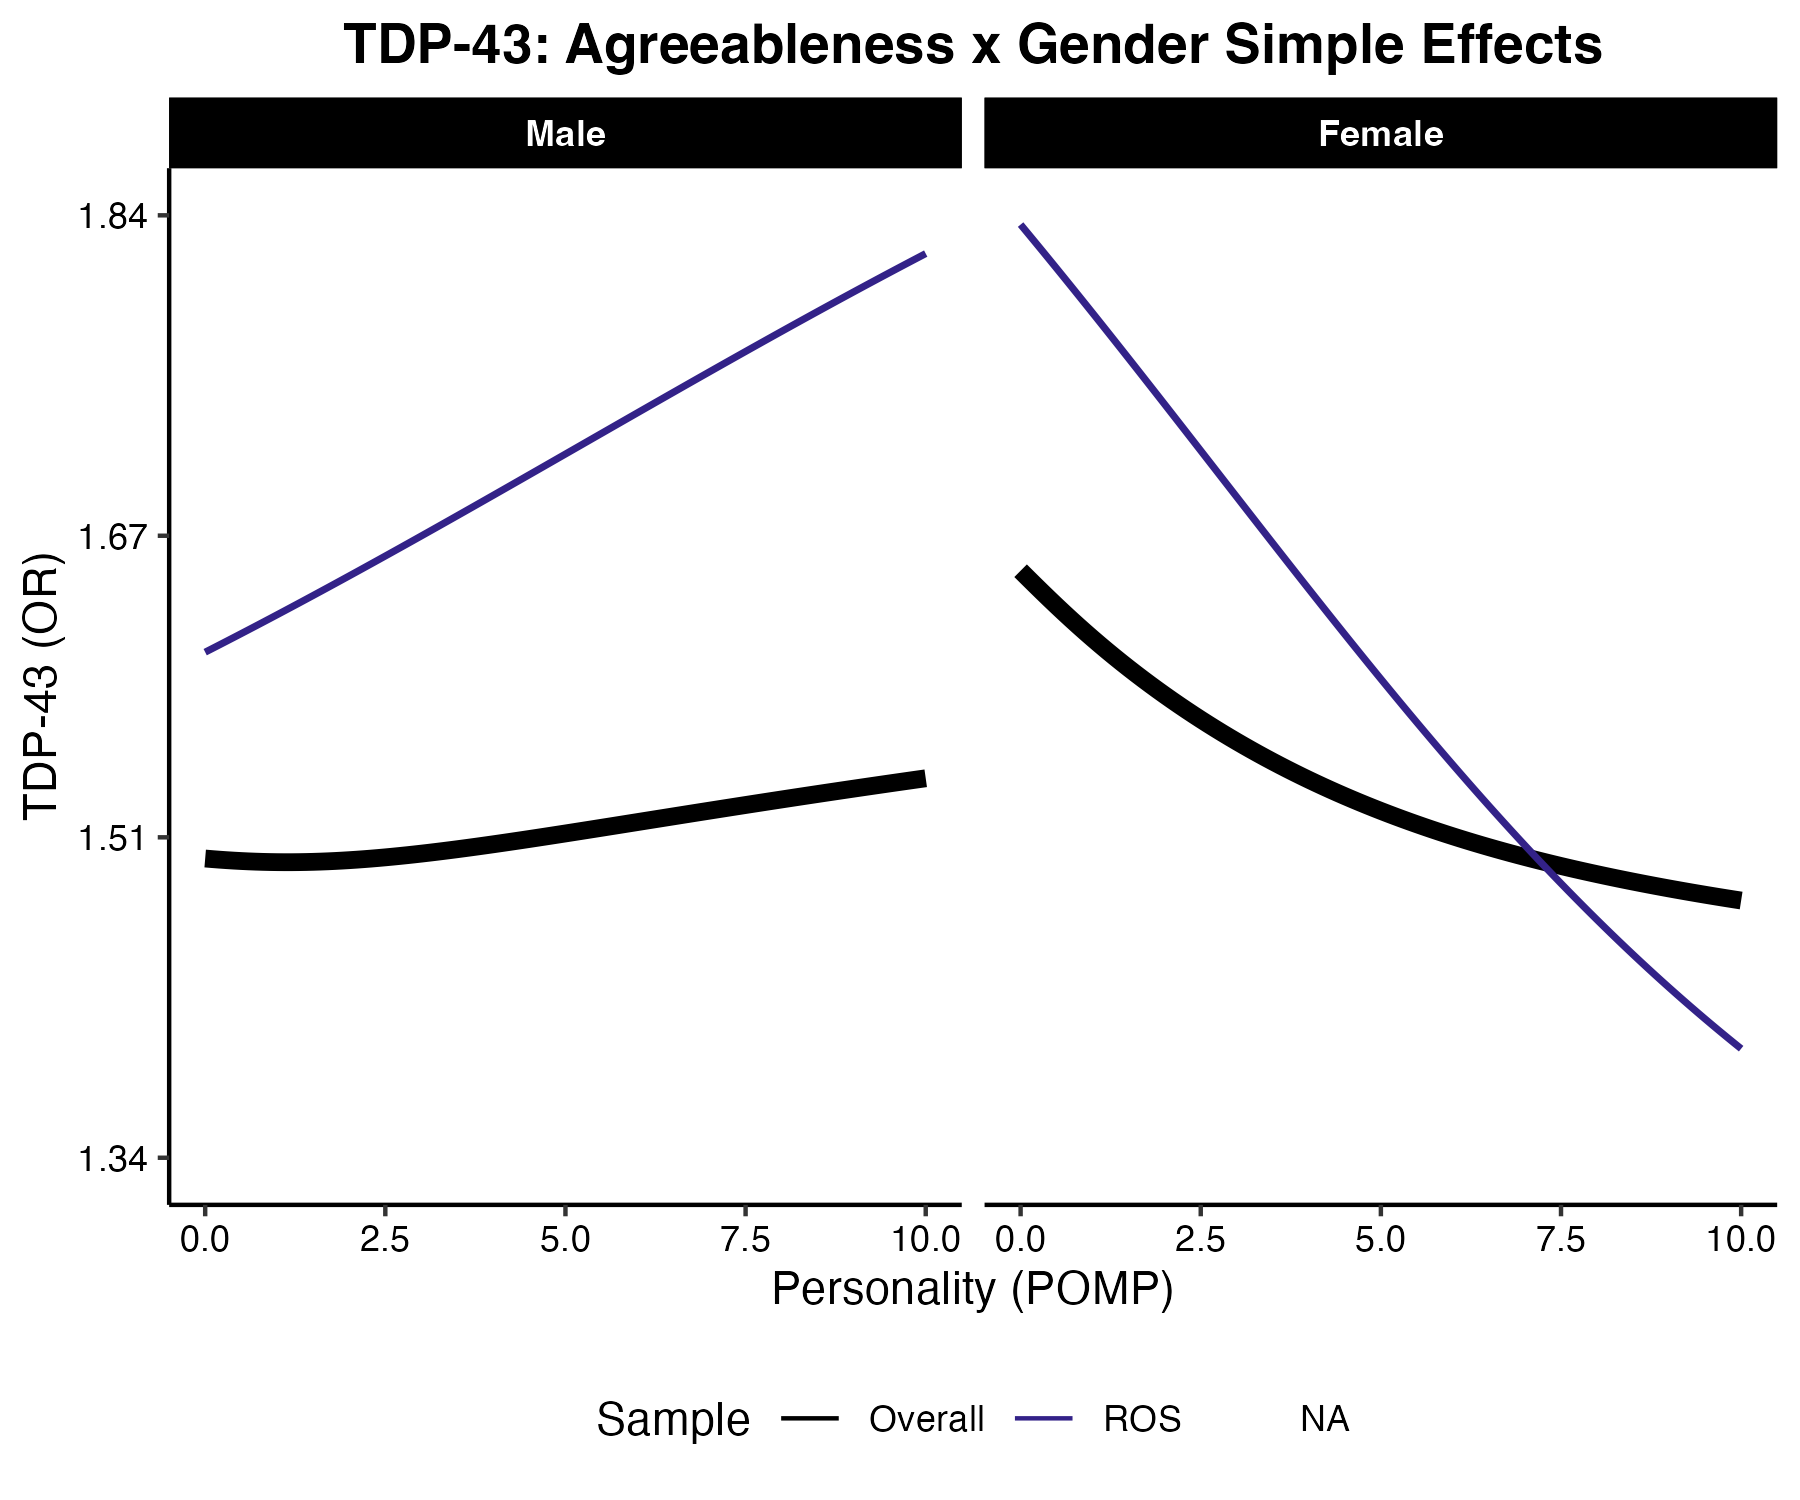 TDP-43: Agreeableness x Gender Simple Effects
Male
Female
TDP-43 (OR)
1.84
1.67
1.51
1.34
0.0 2.5 5.0 7.5 10.0
0.0 2.5 5.0 7.5 10.0
Personality (POMP)
Sample Overall ROS NA